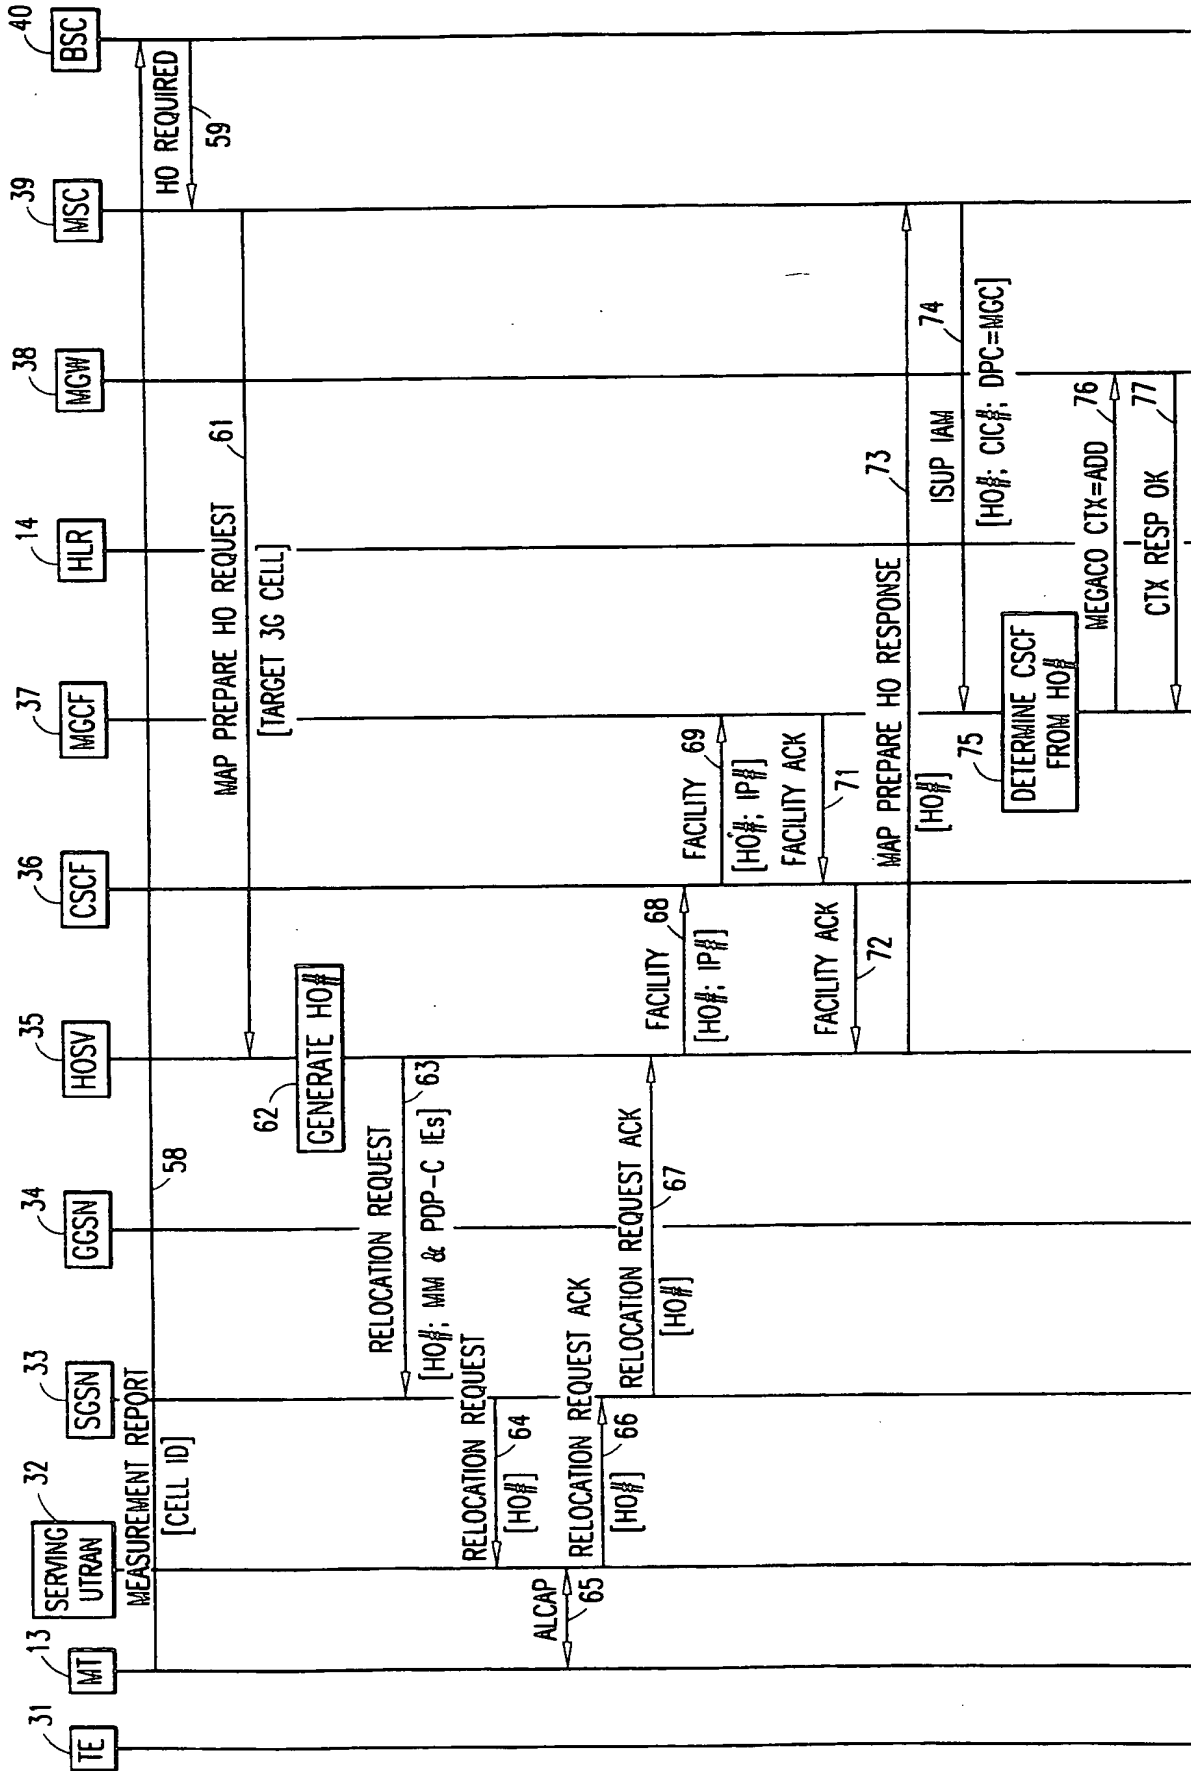 31
TE
13
MT
32
SERVING
UTRAN
33
SGSN
34
GGSN
35
HOSV
36
CSCF
37
MGCF
14
HLR
38
MGW
39
MSC
40
BSC
MEASUREMENT REPORT
[CELL ID]
58
HO REQUIRED
59
MAP PREPARE HO REQUEST
61
[TARGET 3G CELL]
62
GENERATE HO#
RELOCATION REQUEST
63
[HO#; MM & PDP-C IEs]
RELOCATION REQUEST
64
[HO#]
ALCAP
65
RELOCATION REQUEST ACK
66
[HO#]
RELOCATION REQUEST ACK
67
[HO#]
FACILITY
68
[HO#; IP#]
FACILITY
69
[HO#; IP#]
FACILITY ACK
71
FACILITY ACK
72
MAP PREPARE HO RESPONSE
73
[HO#]
ISUP IAM
74
[HO#; CIC#; DPC=MGC]
75
DETERMINE CSCF
FROM HO#
MEGACO CTX=ADD
76
CTX RESP OK
77